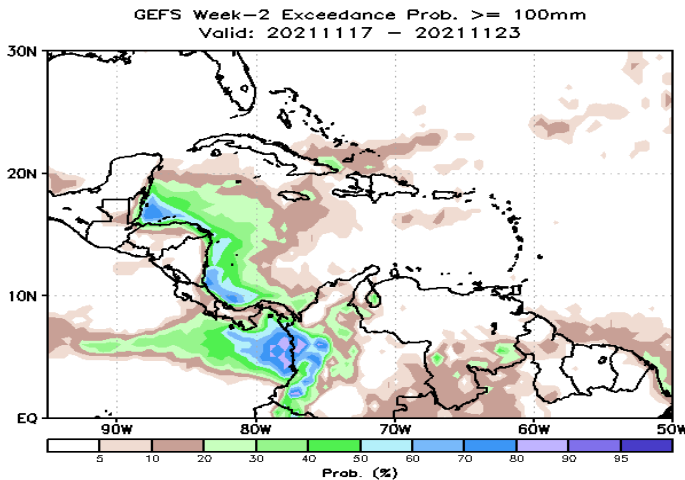 GEFS Week-2 Exceedance Prob. >= 100mm
Valid: 20211117 - 20211123
30N
20N
10N
EQ
90W 80W 70W 60W 50W
5 10 20 30 40 50 60 70 80 90 95
Prob. (%)